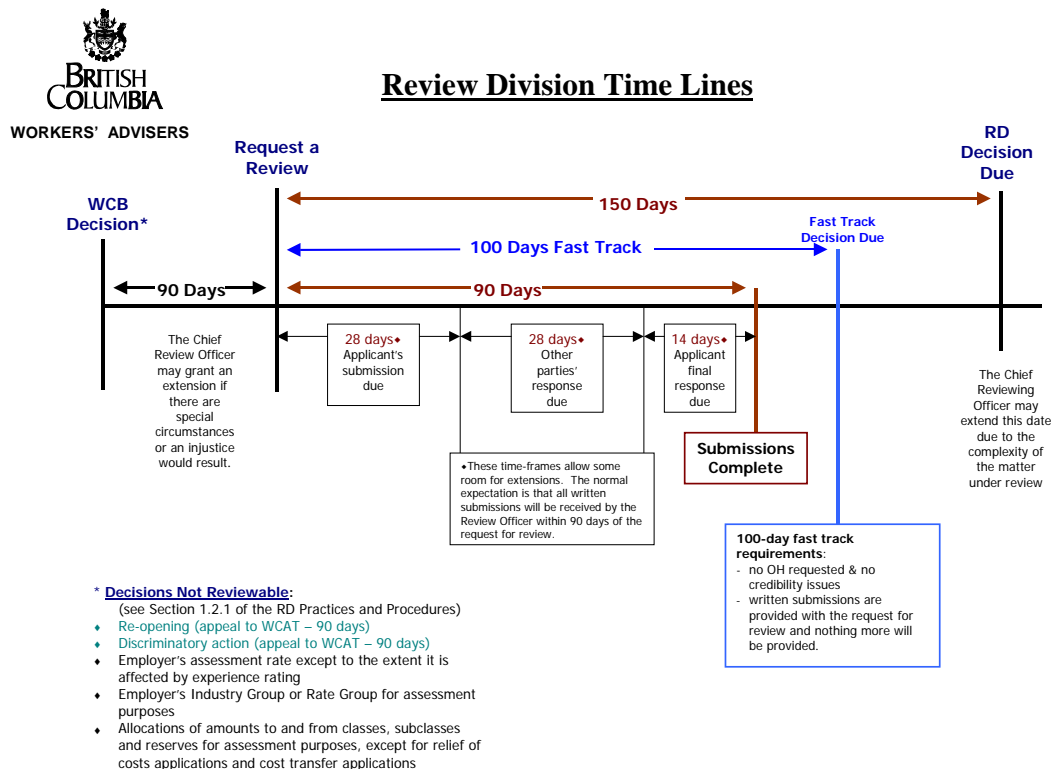 BRITISH
COLUMBIA
WORKERS' ADVISERS
Review Division Time Lines
WCB
Decision*
Request a
Review
RD
Decision
Due
150 Days
Fast Track
Decision Due
100 Days Fast Track
90 Days
90 Days
The Chief
Review Officer
may grant an
extension if
there are
special
circumstances
or an injustice
would result.
28 days♦
Applicant's
submission
due
28 days♦
Other
parties'
response
due
14 days♦
Applicant
final
response
due
The Chief
Reviewing
Officer may
extend this date
due to the
complexity of
the matter
under review
Submissions
Complete
♦These time-frames allow some
room for extensions. The normal
expectation is that all written
submissions will be received by the
Review Officer within 90 days of the
request for review.
100-day fast track
requirements:
- no OH requested & no
credibility issues
- written submissions are
provided with the request for
review and nothing more will
be provided.
* Decisions Not Reviewable:
(see Section 1.2.1 of the RD Practices and Procedures)
♦ Re-opening (appeal to WCAT – 90 days)
♦ Discriminatory action (appeal to WCAT – 90 days)
♦ Employer's assessment rate except to the extent it is
affected by experience rating
♦ Employer's Industry Group or Rate Group for assessment
purposes
♦ Allocations of amounts to and from classes, subclasses
and reserves for assessment purposes, except for relief of
costs applications and cost transfer applications